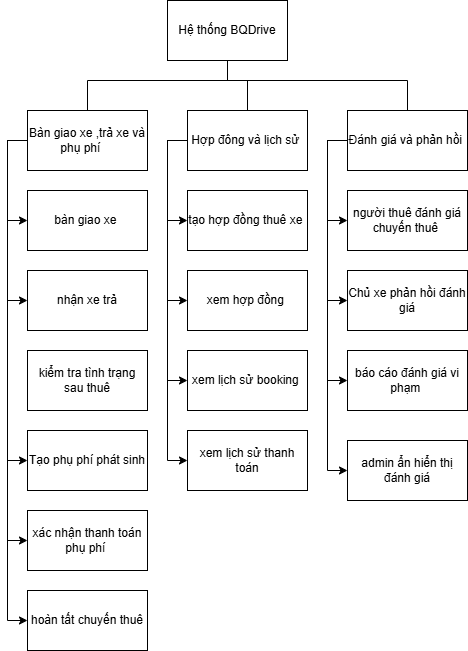 Hệ thống BQDrive
Bàn giao xe ,trả xe và
phụ phí
Hợp đồng và lịch sử
Đánh giá và phản hồi
bàn giao xe
tạo hợp đồng thuê xe
người thuê đánh giá
chuyến thuê
nhận xe trả
xem hợp đồng
Chủ xe phản hồi đánh
giá
kiểm tra tình trạng
sau thuê
xem lịch sử booking
báo cáo đánh giá vi
phạm
Tạo phụ phí phát sinh
xem lịch sử thanh
toán
admin ẩn hiển thị
đánh giá
xác nhận thanh toán
phụ phí
hoàn tất chuyến thuê